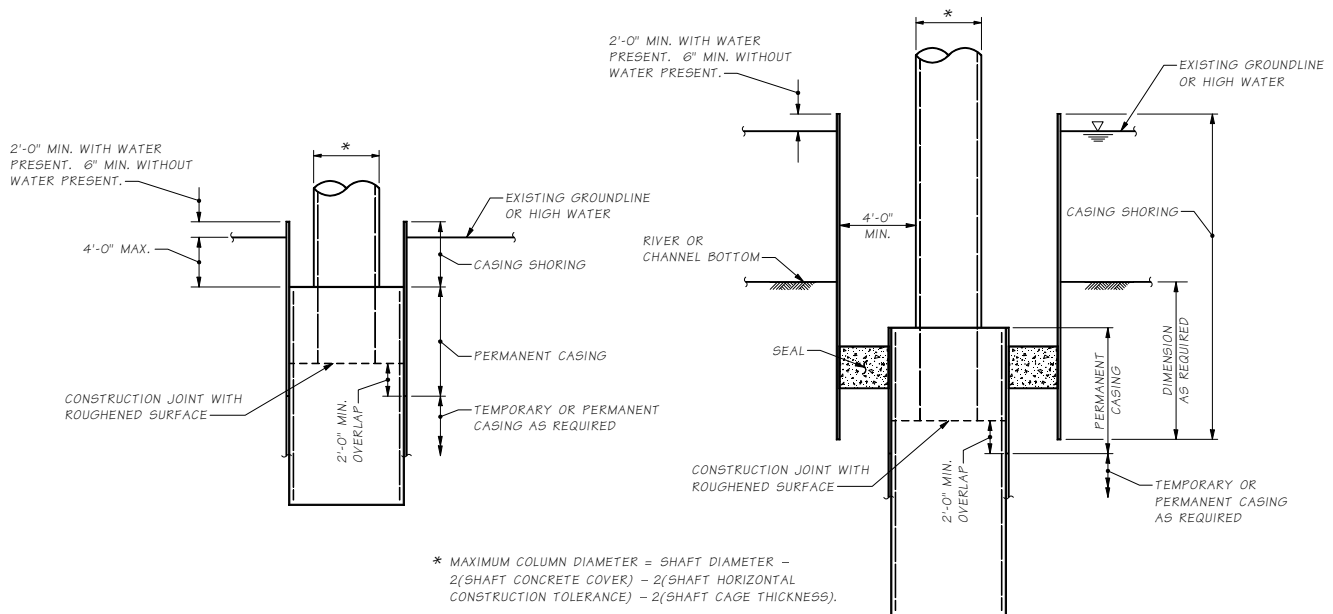 2'-0" MIN. WITH WATER
PRESENT. 6" MIN. WITHOUT
WATER PRESENT.
*
4'-0" MAX.
EXISTING GROUNDLINE
OR HIGH WATER
CASING SHORING
PERMANENT CASING
CONSTRUCTION JOINT WITH
ROUGHENED SURFACE
2'-0" MIN.
OVERLAP
TEMPORARY OR PERMANENT
CASING AS REQUIRED
*
2'-0" MIN. WITH WATER
PRESENT. 6" MIN. WITHOUT
WATER PRESENT.
EXISTING GROUNDLINE
OR HIGH WATER
4'-0"
MIN.
CASING SHORING
RIVER OR
CHANNEL BOTTOM
SEAL
PERMANENT
CASING
DIMENSION
AS REQUIRED
CONSTRUCTION JOINT WITH
ROUGHENED SURFACE
2'-0" MIN.
OVERLAP
TEMPORARY OR
PERMANENT CASING
AS REQUIRED
* MAXIMUM COLUMN DIAMETER = SHAFT DIAMETER –
2(SHAFT CONCRETE COVER) – 2(SHAFT HORIZONTAL
CONSTRUCTION TOLERANCE) – 2(SHAFT CAGE THICKNESS).